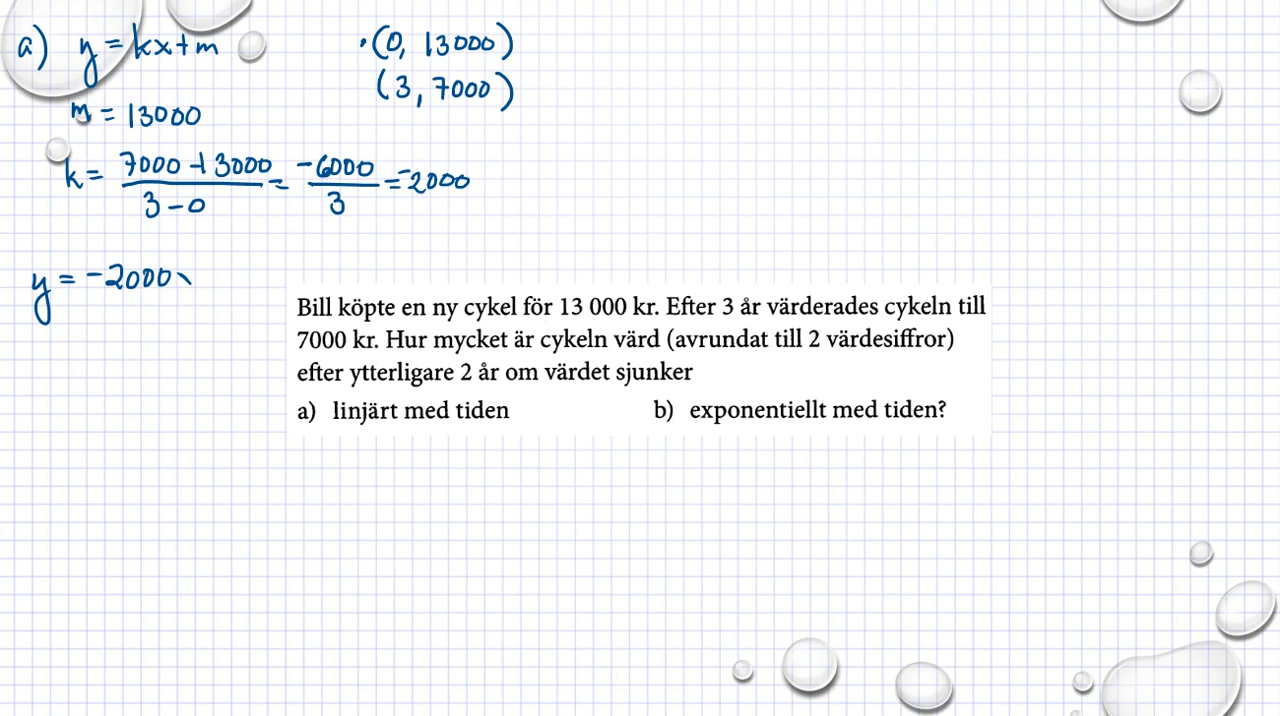 a) y = kx+m
·(0, 13000)
(3, 7000)
m = 13000
k = 7000-13000 / 3-0 = -6000 / 3 = -2000
y = -2000
Bill köpte en ny cykel för 13 000 kr. Efter 3 år värderades cykeln till
7000 kr. Hur mycket är cykeln värd (avrundat till 2 värdesiffror)
efter ytterligare 2 år om värdet sjunker
a) linjärt med tiden b) exponentiellt med tiden?